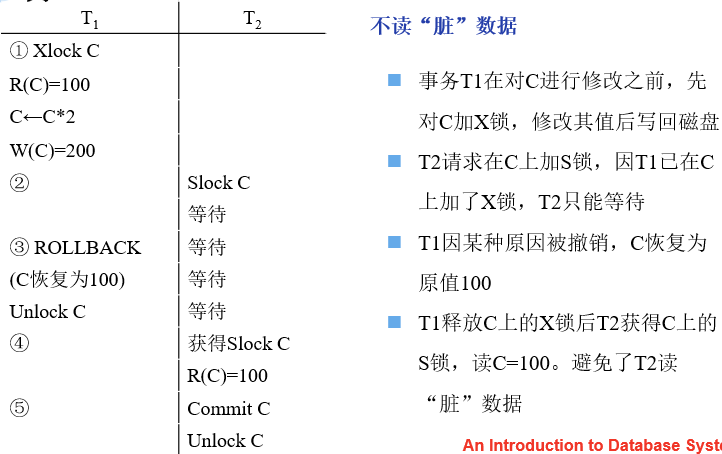 T1 T2
① Xlock C
R(C)=100
C←C*2
W(C)=200
② Slock C
等待
③ ROLLBACK 等待
(C恢复为100) 等待
Unlock C 等待
④ 获得Slock C
R(C)=100
⑤ Commit C
Unlock C
不读“脏”数据
事务T1在对C进行修改之前，先
对C加X锁，修改其值后写回磁盘
T2请求在C上加S锁，因T1已在C
上加了X锁，T2只能等待
T1因某种原因被撤销，C恢复为
原值100
T1释放C上的X锁后T2获得C上的
S锁，读C=100。避免了T2读
“脏”数据
An Introduction to Database Syst